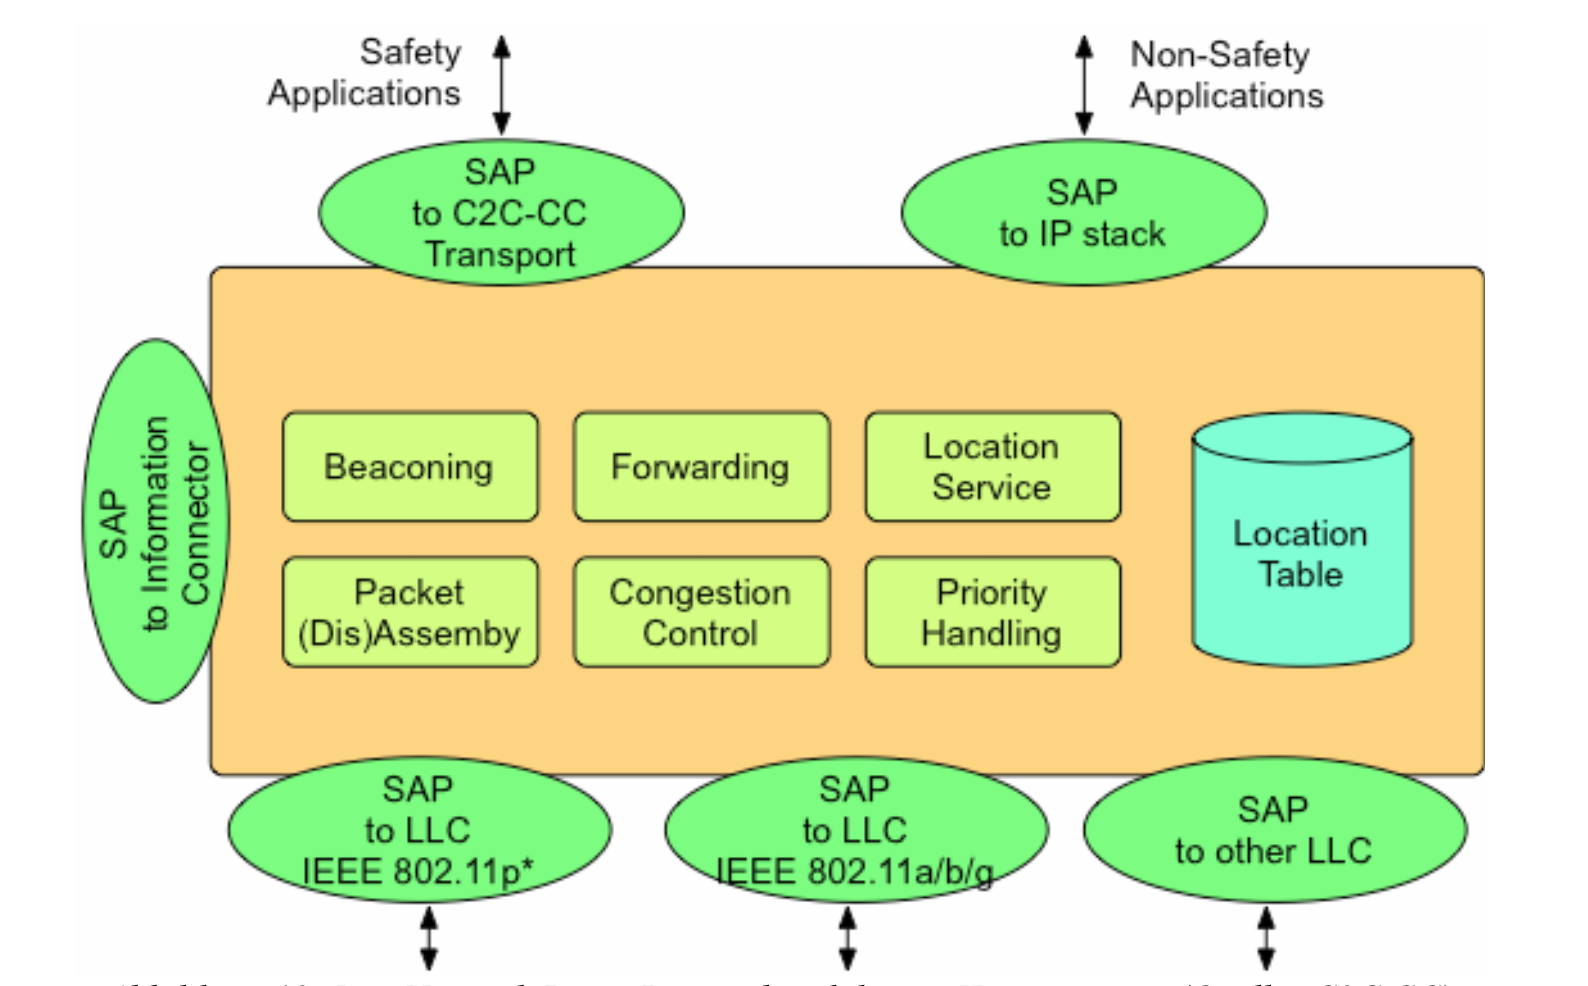 Safety
Applications
Non-Safety
Applications
SAP
to C2C-CC
Transport
SAP
to IP stack
SAP
to Information
Connector
Beaconing
Forwarding
Location
Service
Packet
(Dis)Assemby
Congestion
Control
Priority
Handling
Location
Table
SAP
to LLC
IEEE 802.11p*
SAP
to LLC
IEEE 802.11a/b/g
SAP
to other LLC